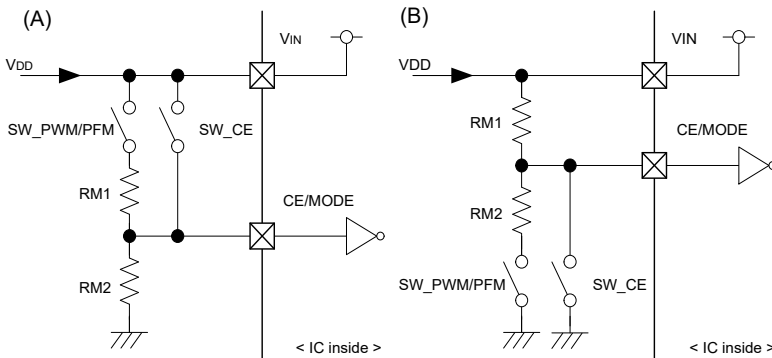 (A)
VIN
VDD
SW_PWM/PFM
SW_CE
RM1
CE/MODE
RM2
< IC inside >
(B)
VIN
VDD
RM1
CE/MODE
RM2
SW_PWM/PFM
SW_CE
< IC inside >